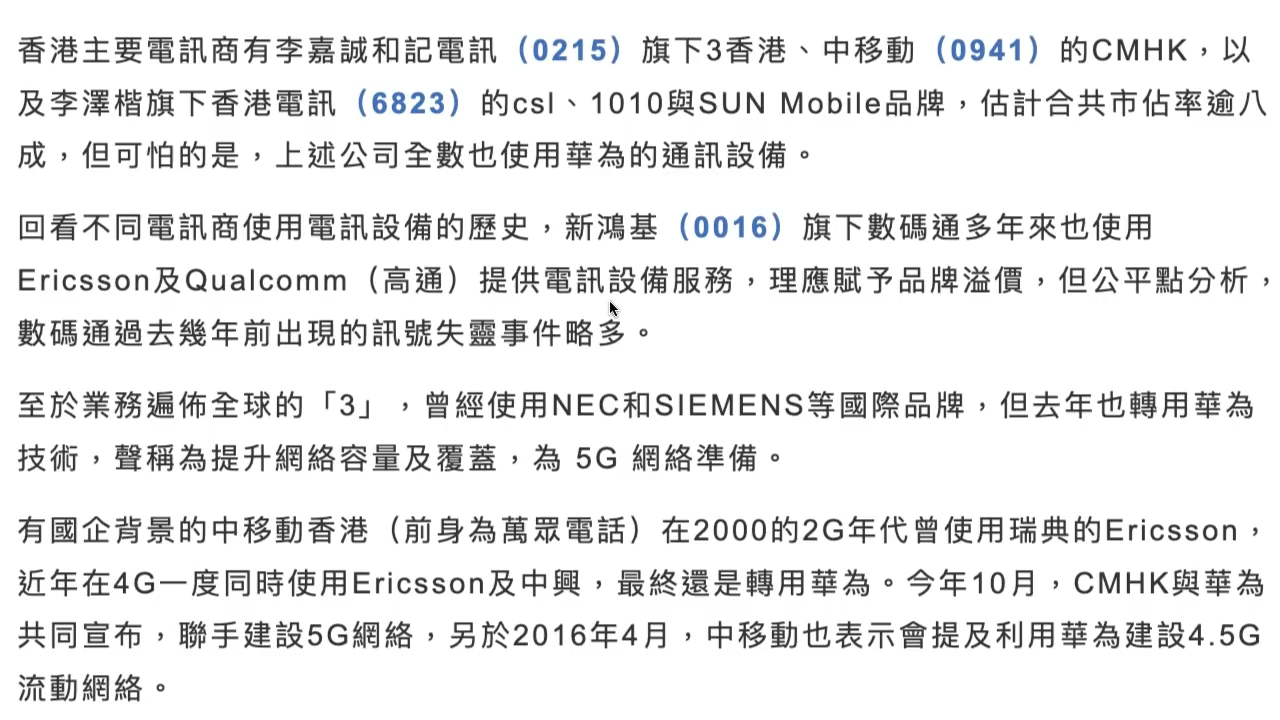 香港主要電訊商有李嘉誠和記電訊（0215）旗下3香港、中移動（0941）的CMHK，以
及李澤楷旗下香港電訊（6823）的csl、1010與SUN Mobile品牌，估計合共市佔率逾八
成，但可怕的是，上述公司全數也使用華為的通訊設備。
回看不同電訊商使用電訊設備的歷史，新鴻基（0016）旗下數碼通多年來也使用
Ericsson及Qualcomm（高通）提供電訊設備服務，理應賦予品牌溢價，但公平點分析，
數碼通過去幾年前出現的訊號失靈事件略多。
至於業務遍佈全球的「3」，曾經使用NEC和SIEMENS等國際品牌，但去年也轉用華為
技術，聲稱為提升網絡容量及覆蓋，為 5G 網絡準備。
有國企背景的中移動香港（前身為萬眾電話）在2000的2G年代曾使用瑞典的Ericsson，
近年在4G一度同時使用Ericsson及中興，最終還是轉用華為。今年10月，CMHK與華為
共同宣布，聯手建設5G網絡，另於2016年4月，中移動也表示會提及利用華為建設4.5G
流動網絡。